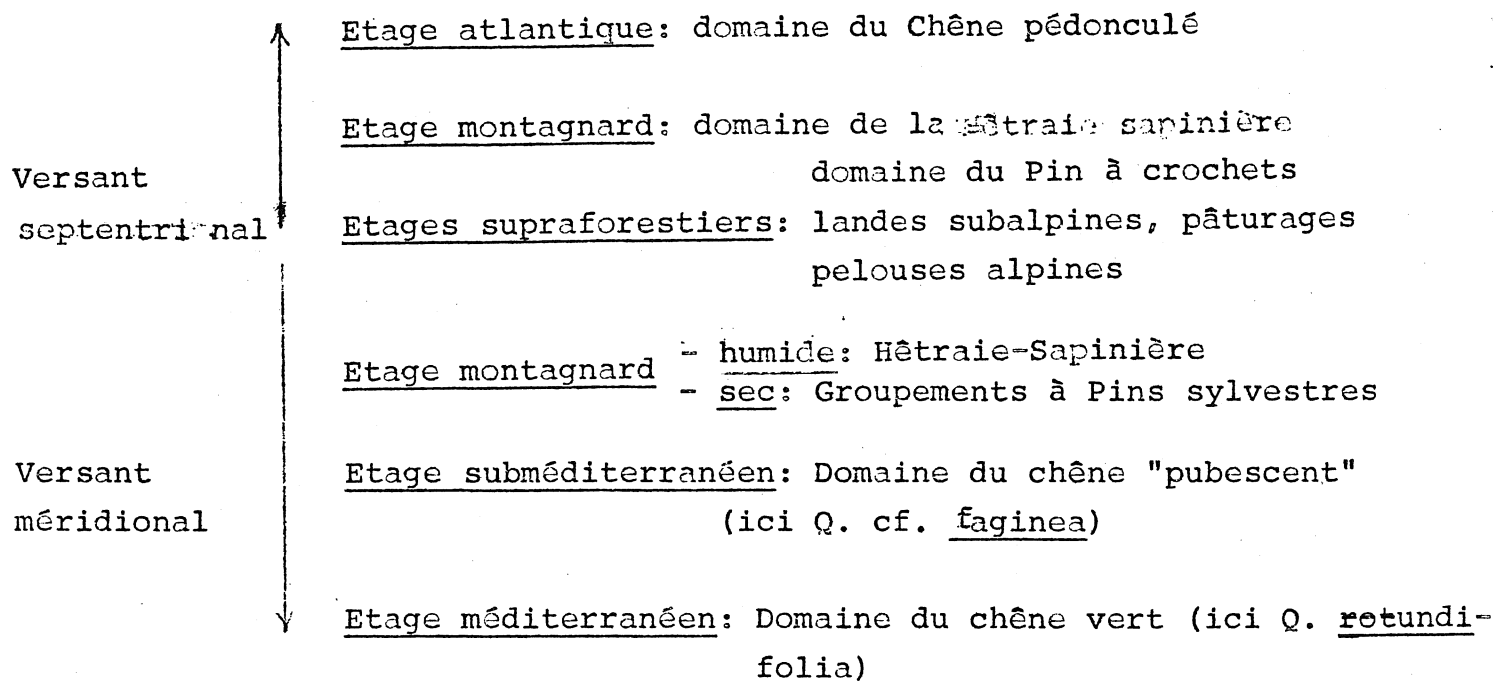 Etage atlantique: domaine du Chêne pédonculé
Etage montagnard: domaine de la sapinière
domaine du Pin à crochets
Versant
septentrional
Etages supraforestiers: landes subalpines, pâturages
pelouses alpines
Etage montagnard
- humide: Hêtraie-Sapinière
- sec: Groupements à Pins sylvestres
Versant
méridional
Etage subméditerranéen: Domaine du chêne "pubescent"
(ici Q. cf. faginea)
Etage méditerranéen: Domaine du chêne vert (ici Q. rotundi-
folia)